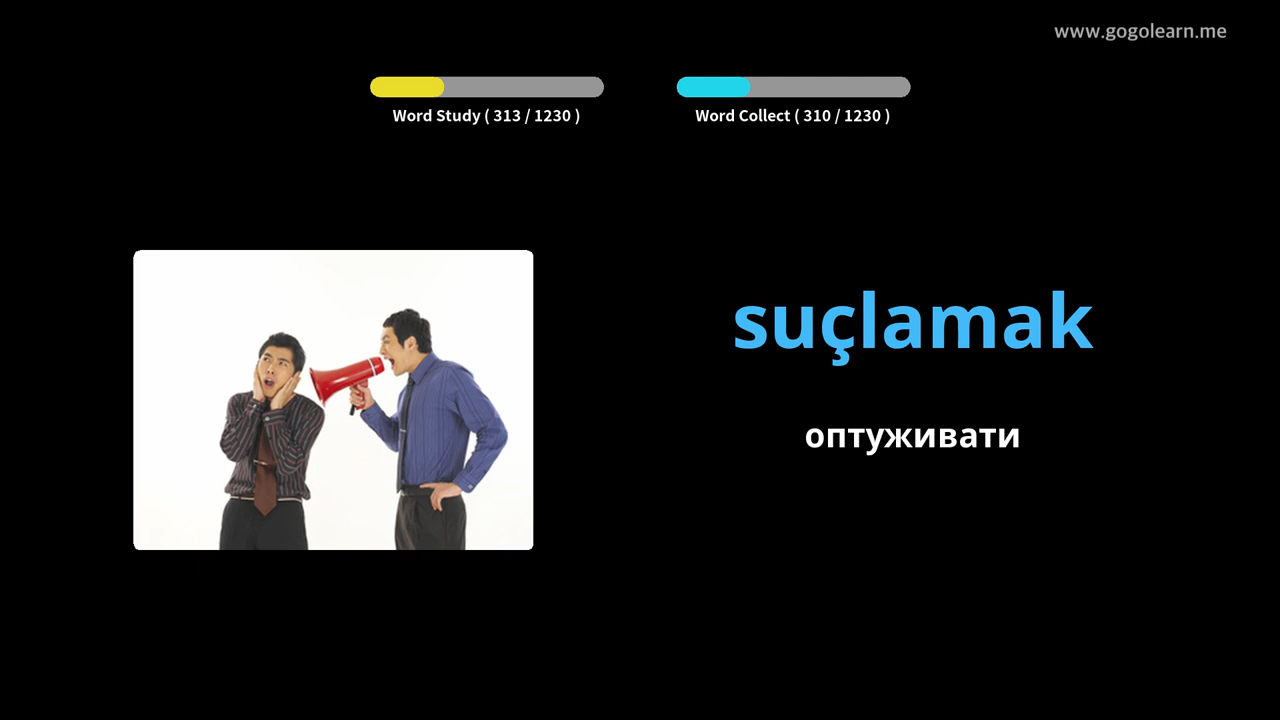 www.gogolearn.me
Word Study ( 313 / 1230 )
Word Collect ( 310 / 1230 )
suçlamak
оптуживати